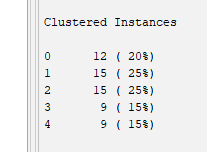 Clustered Instances
0 12 ( 20%)
1 15 ( 25%)
2 15 ( 25%)
3 9 ( 15%)
4 9 ( 15%)